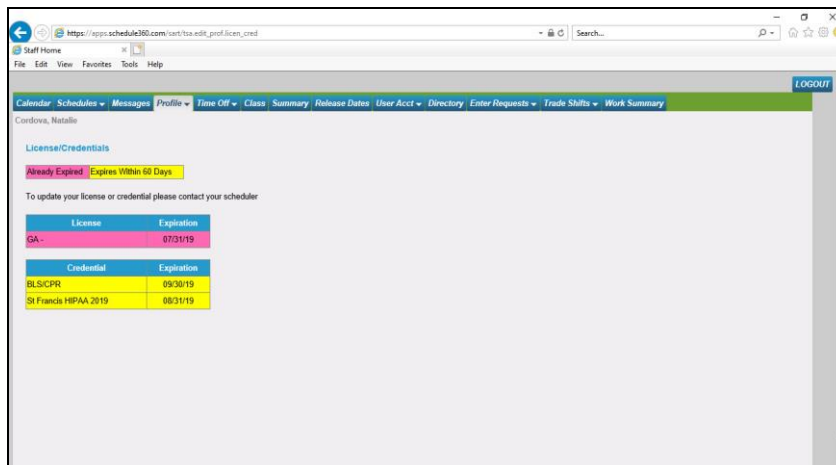 https://apps.schedule360.com/sart/tsa.edit_prof.licen_cred
Search...
Staff Home
File Edit View Favorites Tools Help
LOGOUT
Calendar Schedules Messages Profile Time Off Class Summary Release Dates User Acct Directory Enter Requests Trade Shifts Work Summary
Cordova, Natalie
License/Credentials
Already Expired Expires Within 60 Days
To update your license or credential please contact your scheduler
License Expiration
GA - 07/31/19
Credential Expiration
BLS/CPR 09/30/19
St Francis HIPAA 2019 08/31/19